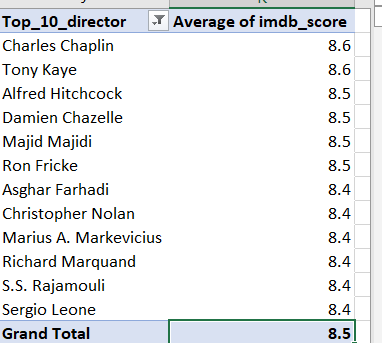 Top_10_director Average of imdb_score
Charles Chaplin 8.6
Tony Kaye 8.6
Alfred Hitchcock 8.5
Damien Chazelle 8.5
Majid Majidi 8.5
Ron Fricke 8.5
Asghar Farhadi 8.4
Christopher Nolan 8.4
Marius A. Markevicius 8.4
Richard Marquand 8.4
S.S. Rajamouli 8.4
Sergio Leone 8.4
Grand Total 8.5